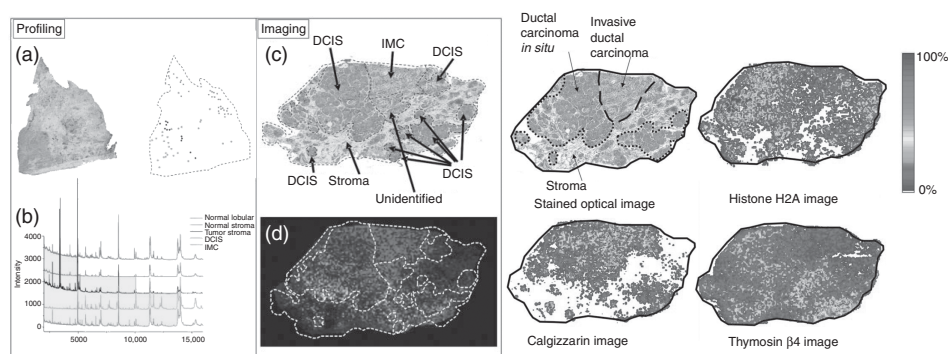 Profiling
(a)
(b)
Normal lobular
Normal stroma
Tumor stroma
DCIS
IMC
4000
3000
2000
1000
0
Intensity
5000
10,000
15,000
Imaging
(c)
DCIS
IMC
DCIS
DCIS
Stroma
DCIS
Unidentified
(d)
Ductal
carcinoma
in situ
Invasive
ductal
carcinoma
Stroma
Stained optical image
Histone H2A image
100%
0%
Calgizzarin image
Thymosin β4 image